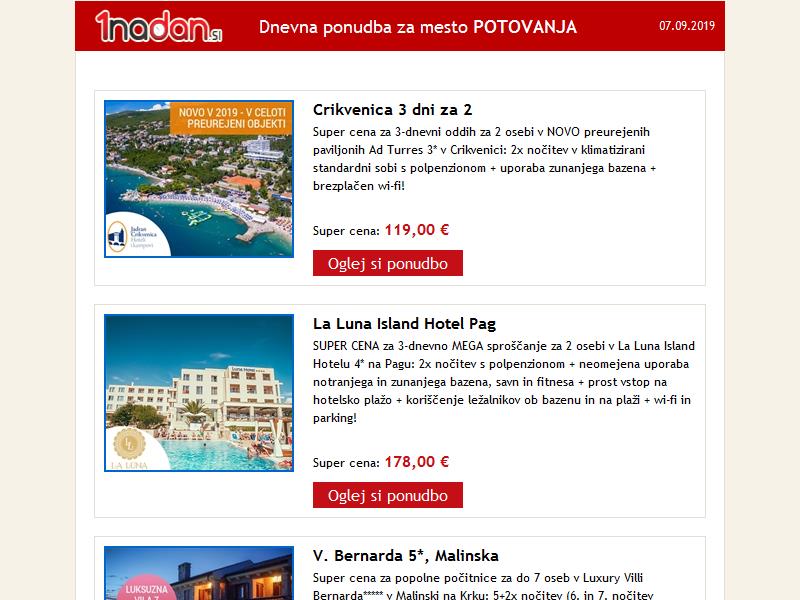 1nadan.si
Dnevna ponudba za mesto POTOVANJA
07.09.2019
NOVO V 2019 - V CELOTI
PREUREJENI OBJEKTI
Jadran
Crikvenica
Hoteli
i kampovi
Crikvenica 3 dni za 2
Super cena za 3-dnevni oddih za 2 osebi v NOVO preurejenih
paviljonih Ad Turres 3* v Crikvenici: 2x nočitev v klimatizirani
standardni sobi s polpenzionom + uporaba zunanjega bazena +
brezplačen wi-fi!
Super cena: 119,00 €
Oglej si ponudbo
LA LUNA
La Luna Island Hotel Pag
SUPER CENA za 3-dnevno MEGA sproščanje za 2 osebi v La Luna Island
Hotelu 4* na Pagu: 2x nočitev s polpenzionom + neomejena uporaba
notranjega in zunanjega bazena, savn in fitnesa + prost vstop na
hotelsko plažo + koriščenje ležalnikov ob bazenu in na plaži + wi-fi in
parking!
Super cena: 178,00 €
Oglej si ponudbo
LUKSUZNA
VILA Z
V. Bernarda 5*, Malinska
Super cena za popolne počitnice za do 7 oseb v Luxury Villi
Bernarda***** v Malinski na Krku: 5+2x nočitev (6. in 7. nočitev